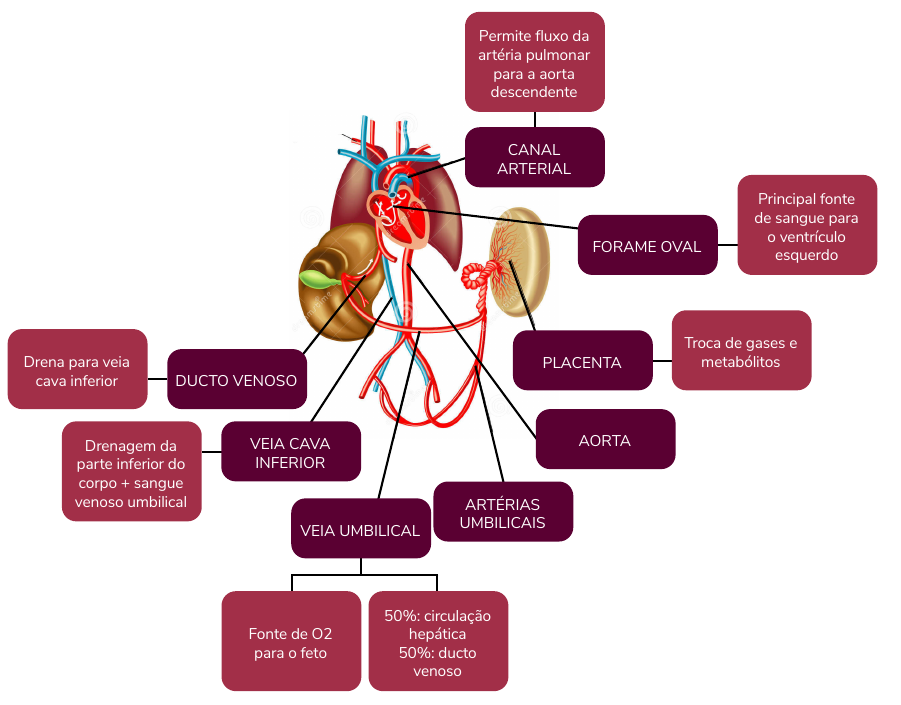 Permite fluxo da
artéria pulmonar
para a aorta
descendente
CANAL
ARTERIAL
Principal fonte
de sangue para
o ventrículo
esquerdo
FORAME OVAL
Troca de gases e
metabólitos
PLACENTA
Drena para veia
cava inferior
DUCTO VENOSO
AORTA
Drenagem da
parte inferior do
corpo + sangue
venoso umbilical
VEIA CAVA
INFERIOR
ARTÉRIAS
UMBILICAIS
VEIA UMBILICAL
Fonte de O2
para o feto
50%: circulação
hepática
50%: ducto
venoso